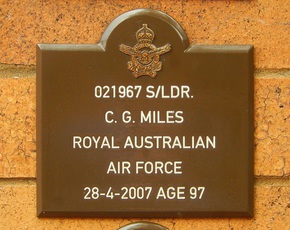 021967 S/LDR.
C. G. MILES
ROYAL AUSTRALIAN
AIR FORCE
28-4-2007 AGE 97